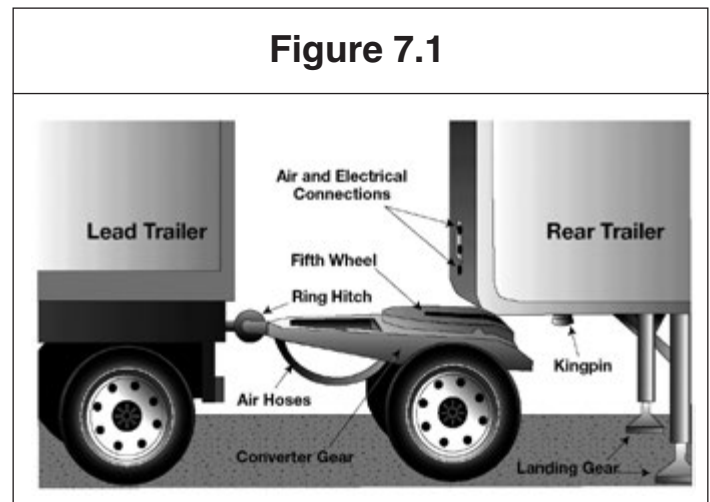 Figure 7.1
Air and Electrical
Connections
Lead Trailer
Rear Trailer
Fifth Wheel
Ring Hitch
Kingpin
Air Hoses
Converter Gear
Landing Gear